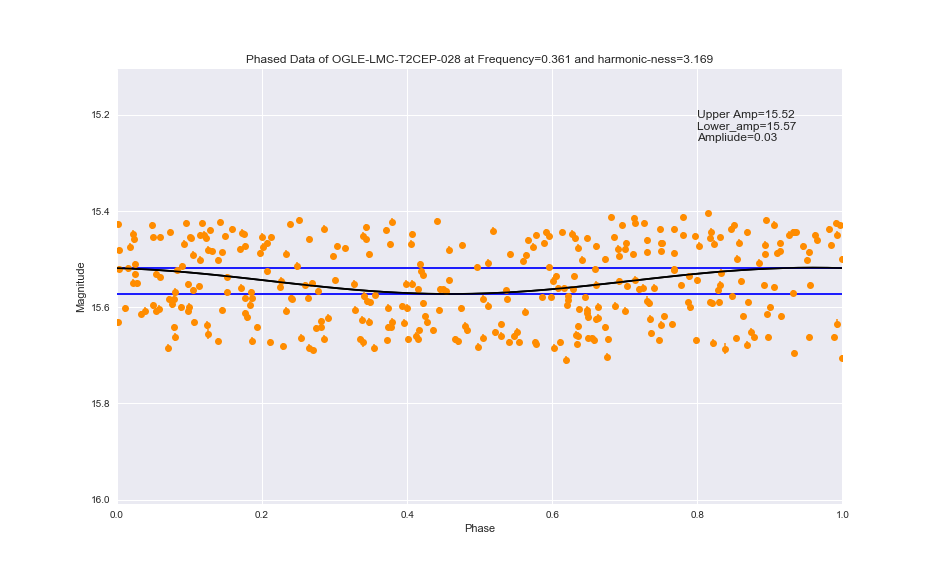 Phased Data of OGLE-LMC-T2CEP-028 at Frequency=0.361 and harmonic-ness=3.169
Upper Amp=15.52
Lower_amp=15.57
Ampliude=0.03
15.2
15.4
15.6
15.8
16.0
Magnitude
0.0 0.2 0.4 0.6 0.8 1.0
Phase